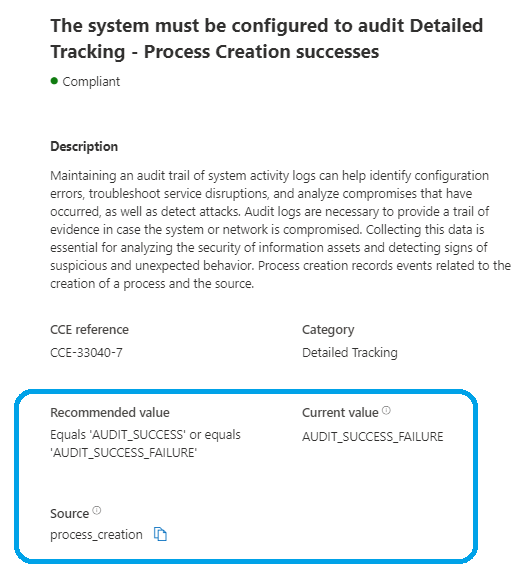 The system must be configured to audit Detailed
Tracking - Process Creation successes
Compliant
Description
Maintaining an audit trail of system activity logs can help identify configuration
errors, troubleshoot service disruptions, and analyze compromises that have
occurred, as well as detect attacks. Audit logs are necessary to provide a trail of
evidence in case the system or network is compromised. Collecting this data is
essential for analyzing the security of information assets and detecting signs of
suspicious and unexpected behavior. Process creation records events related to the
creation of a process and the source.
CCE reference
CCE-33040-7
Category
Detailed Tracking
Recommended value
Equals 'AUDIT_SUCCESS' or equals
'AUDIT_SUCCESS_FAILURE'
Current value
AUDIT_SUCCESS_FAILURE
Source
process_creation